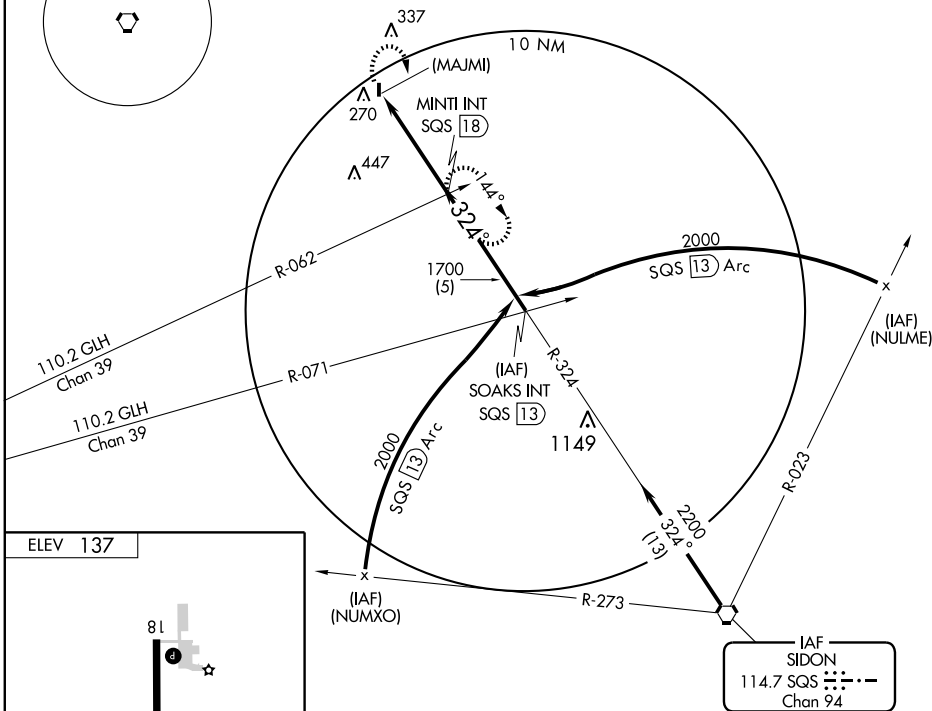 337
10 NM
(MAJMI)
270
MINTI INT
SQS 18
447
144°
324°
R-062
2000
SQS 13 Arc
1700
(5)
(IAF)
(NULME)
110.2 GLH
Chan 39
R-071
R-324
(IAF)
SOAKS INT
SQS 13
110.2 GLH
Chan 39
1149
2000
SQS 13 Arc
R-023
2200
324°
(13)
ELEV 137
(IAF)
(NUMXO)
R-273
18
P
IAF
SIDON
114.7 SQS
Chan 94